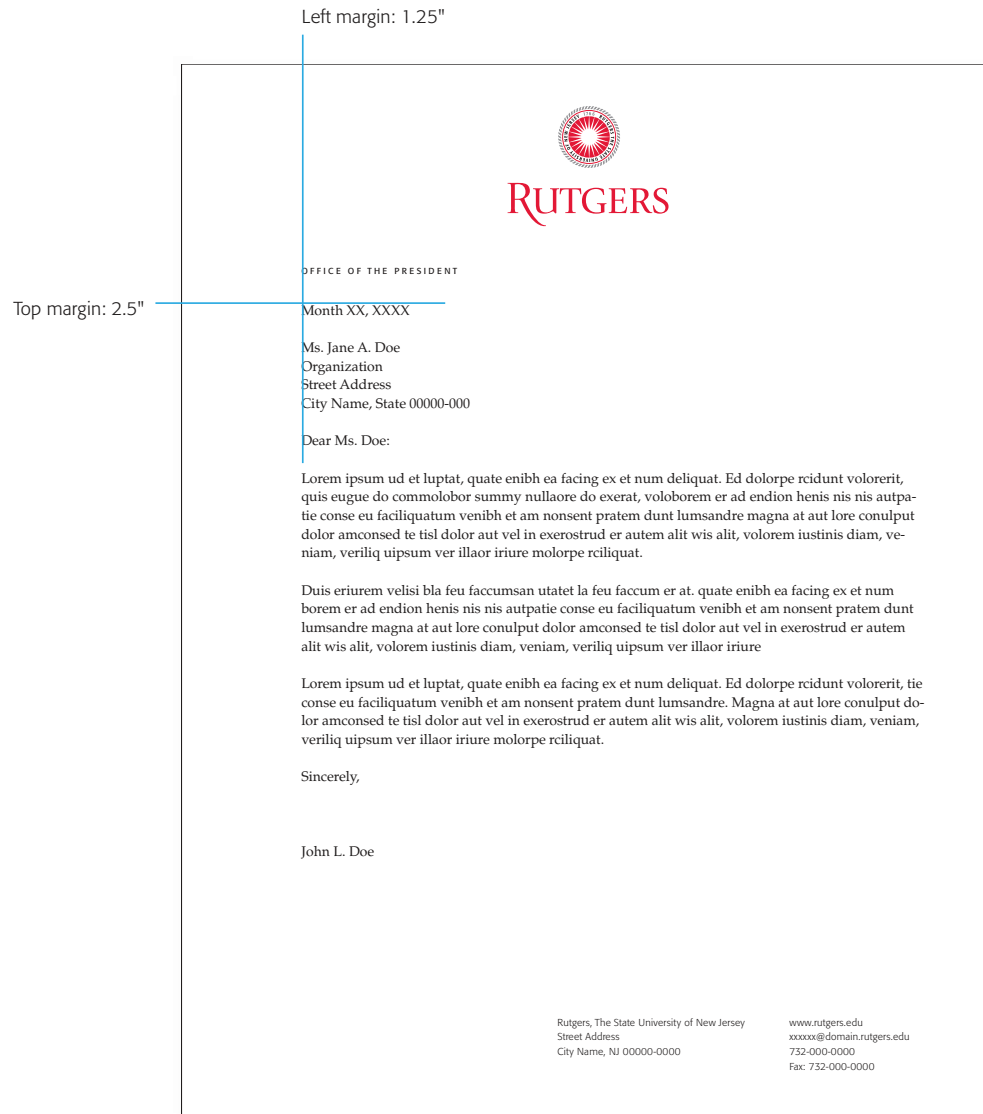 Left margin: 1.25"
RUTGERS
OFFICE OF THE PRESIDENT
Top margin: 2.5"
Month XX, XXXX
Ms. Jane A. Doe
Organization
Street Address
City Name, State 00000-000
Dear Ms. Doe:
Lorem ipsum ud et luptat, quate enibh ea facing ex et num deliquat. Ed dolorpe rcidunt volorerit,
quis eugue do commolobor summy nullaore do exerat, voloborem er ad endion henis nis nis autpa-
tie conse eu faciliquatum venibh et am nonsent pratem dunt lumsandre magna at aut lore conulput
dolor amconsed te tisl dolor aut vel in exerostrud er autem alit wis alit, volorem iustinis diam, ve-
niam, veriliq uipsum ver illaor iriure molorpe rciliquat.
Duis eriurem velisi bla feu faccumsan utatet la feu faccum er at. quate enibh ea facing ex et num
borem er ad endion henis nis nis autpatie conse eu faciliquatum venibh et am nonsent pratem dunt
lumsandre magna at aut lore conulput dolor amconsed te tisl dolor aut vel in exerostrud er autem
alit wis alit, volorem iustinis diam, veniam, veriliq uipsum ver illaor iriure
Lorem ipsum ud et luptat, quate enibh ea facing ex et num deliquat. Ed dolorpe rcidunt volorerit, tie
conse eu faciliquatum venibh et am nonsent pratem dunt lumsandre. Magna at aut lore conulput do-
lor amconsed te tisl dolor aut vel in exerostrud er autem alit wis alit, volorem iustinis diam, veniam,
veriliq uipsum ver illaor iriure molorpe rciliquat.
Sincerely,
John L. Doe
Rutgers, The State University of New Jersey
Street Address
City Name, NJ 00000-0000
www.rutgers.edu
xxxxxx@domain.rutgers.edu
732-000-0000
Fax: 732-000-0000